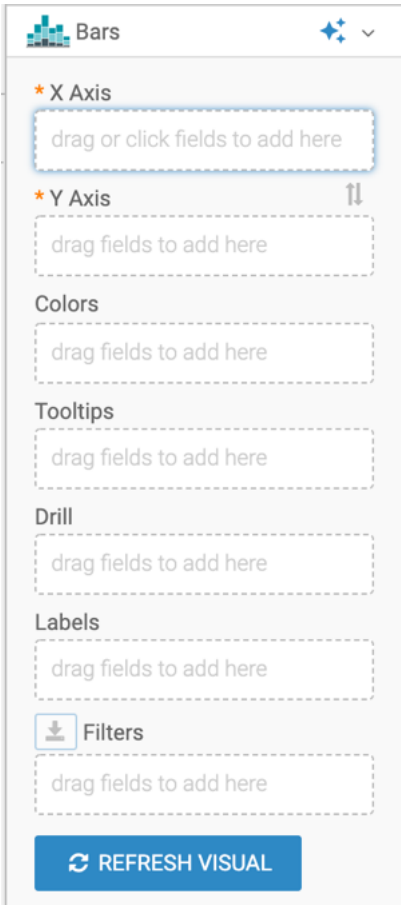 Bars
* X Axis
drag or click fields to add here
* Y Axis
drag fields to add here
Colors
drag fields to add here
Tooltips
drag fields to add here
Drill
drag fields to add here
Labels
drag fields to add here
Filters
drag fields to add here
REFRESH VISUAL